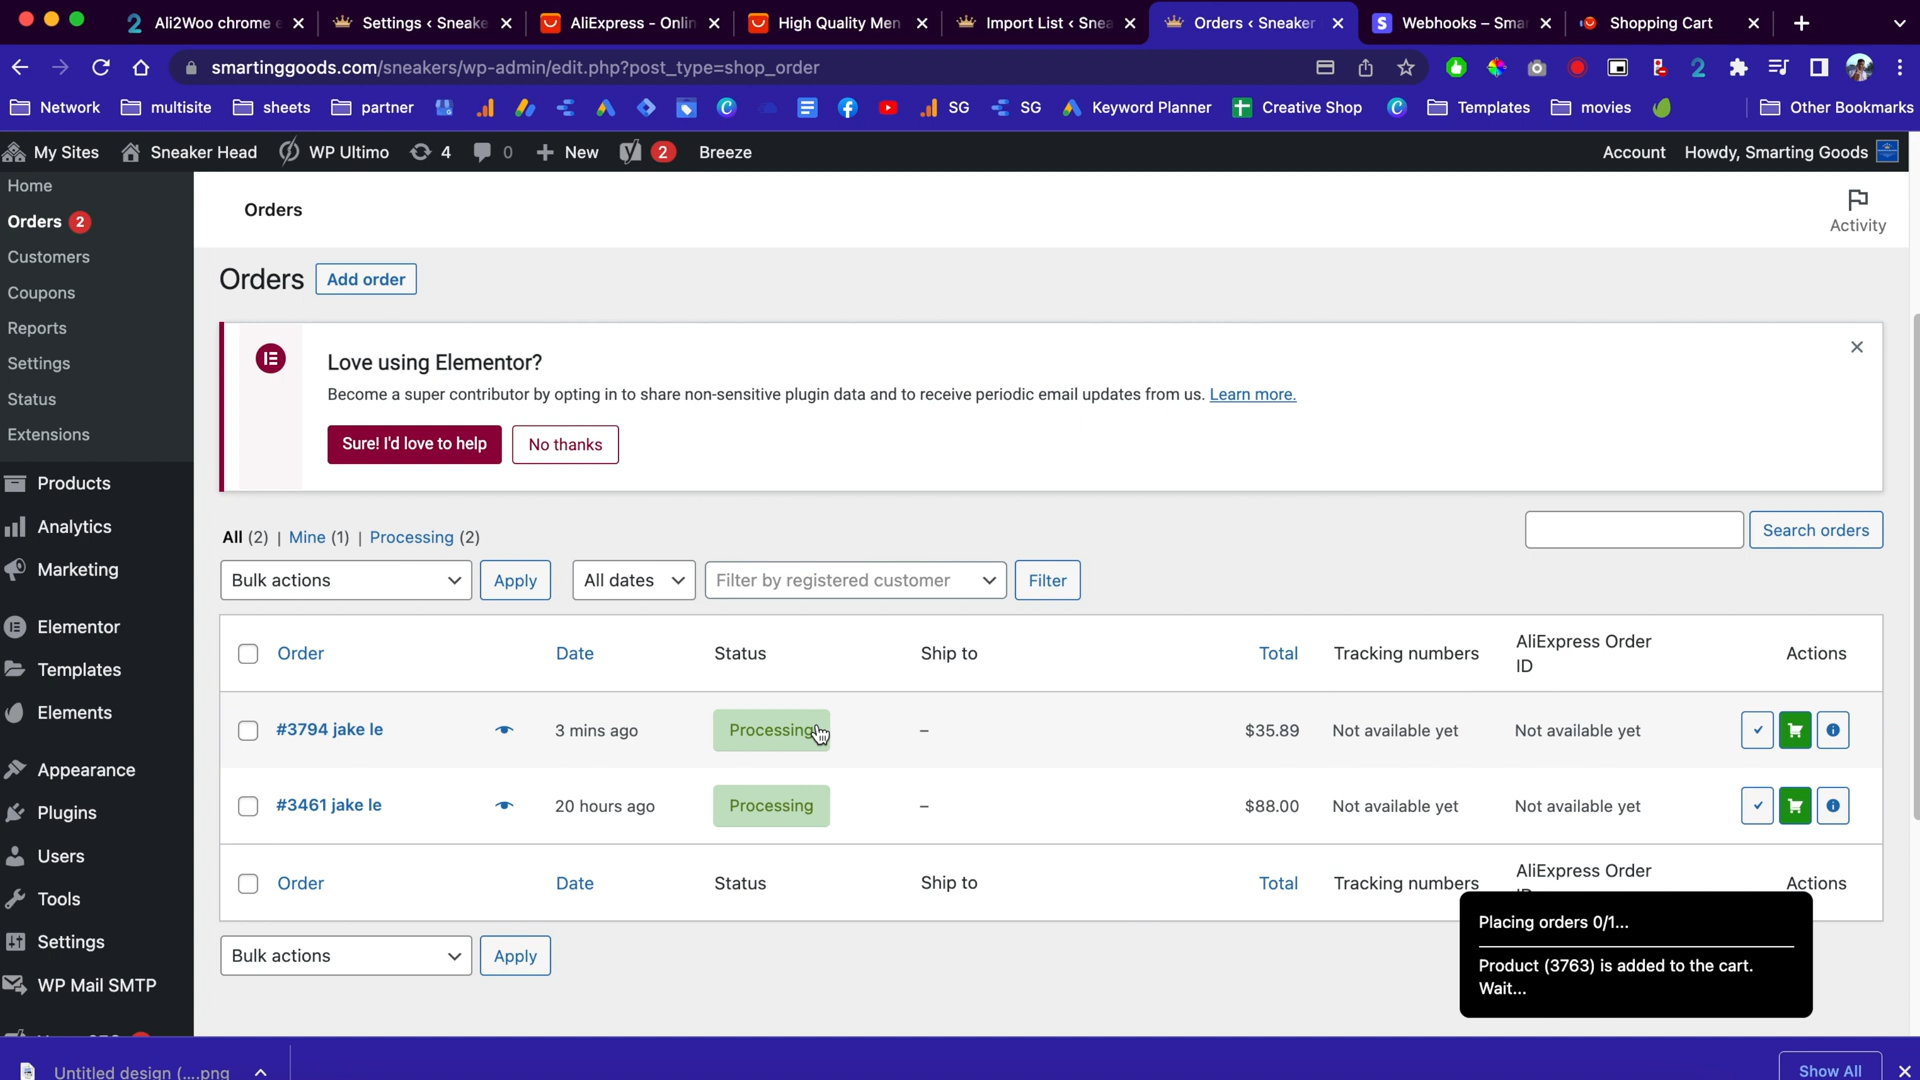 Ali2Woo chrome e
Settings ‹ Sneake
AliExpress - Onlin
High Quality Men
Import List ‹ Snea
Orders ‹ Sneaker
Webhooks – Smar
Shopping Cart
smartinggoods.com/sneakers/wp-admin/edit.php?post_type=shop_order
Network
multisite
sheets
partner
SG
SG
Keyword Planner
Creative Shop
Templates
movies
Other Bookmarks
My Sites
Sneaker Head
WP Ultimo
4
0
New
2
Breeze
Account
Howdy, Smarting Goods
Home
Orders 2
Customers
Coupons
Reports
Settings
Status
Extensions
Products
Analytics
Marketing
Elementor
Templates
Elements
Appearance
Plugins
Users
Tools
Settings
WP Mail SMTP
Orders
Activity
Orders
Add order
Love using Elementor?
Become a super contributor by opting in to share non-sensitive plugin data and to receive periodic email updates from us. Learn more.
Sure! I'd love to help
No thanks
All (2) | Mine (1) | Processing (2)
Search orders
Bulk actions
Apply
All dates
Filter by registered customer
Filter
Order Date Status Ship to Total Tracking numbers AliExpress Order ID Actions
#3794 jake le 3 mins ago Processing – $35.89 Not available yet Not available yet
#3461 jake le 20 hours ago Processing – $88.00 Not available yet Not available yet
Order Date Status Ship to Total Tracking numbers AliExpress Order Actions
Bulk actions
Apply
Placing orders 0/1...
Product (3763) is added to the cart.
Wait...
Untitled design (....png
Show All